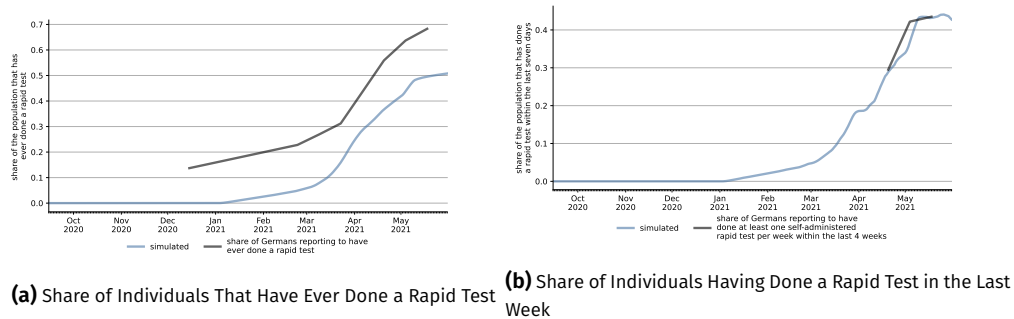 share of the population that has
ever done a rapid test
0.7
0.6
0.5
0.4
0.3
0.2
0.1
0.0
Oct
2020
Nov
2020
Dec
2020
Jan
2021
Feb
2021
Mar
2021
Apr
2021
May
2021
simulated
share of Germans reporting to have
ever done a rapid test
(a) Share of Individuals That Have Ever Done a Rapid Test
share of the population that has done
a rapid test within the last seven days
0.4
0.3
0.2
0.1
0.0
Oct
2020
Nov
2020
Dec
2020
Jan
2021
Feb
2021
Mar
2021
Apr
2021
May
2021
simulated
share of Germans reporting to have
done at least one self-administered
rapid test per week within the last 4 weeks
(b) Share of Individuals Having Done a Rapid Test in the Last
Week